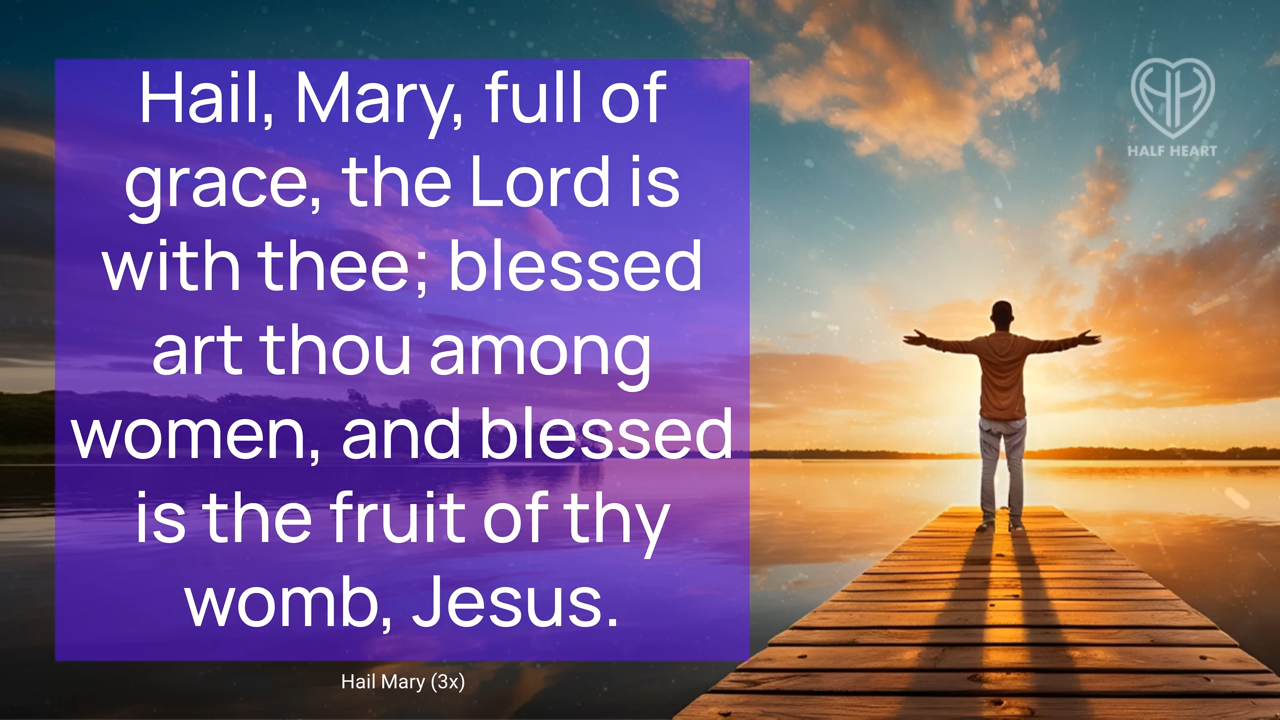 Hail, Mary, full of
grace, the Lord is
with thee; blessed
art thou among
women, and blessed
is the fruit of thy
womb, Jesus.
Hail Mary (3x)
HALF HEART